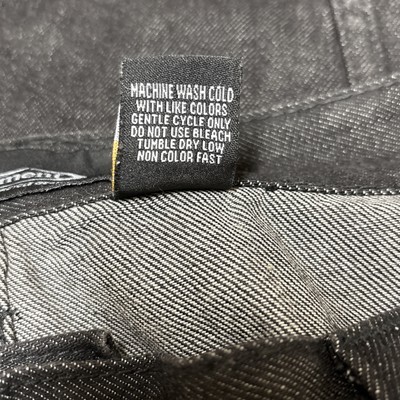 MACHINE WASH COLD
WITH LIKE COLORS
GENTLE CYCLE ONLY
DO NOT USE BLEACH
TUMBLE DRY LOW
NON COLOR FAST